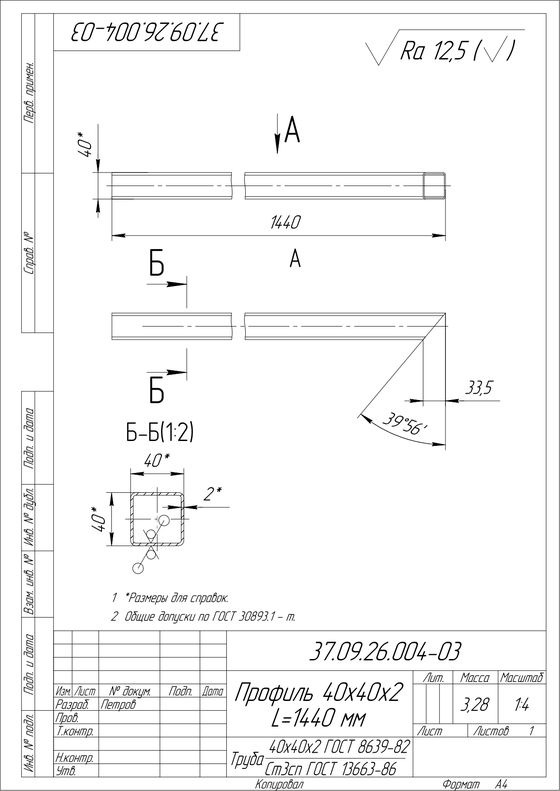 37.09.26.004-03
Ra 12,5 (√)
Перв. примен.
Справ. №
Подп. и дата
Инв. № дубл.
Взам. инв. №
Подп. и дата
Инв. № подл.
А
40*
1440
А
Б
Б
33,5
39°56'
Б-Б(1:2)
40*
2*
40*
1 *Размеры для справок.
2 Общие допуски по ГОСТ 30893.1 - m.
37.09.26.004-03
Изм. Лист № докум. Подп. Дата
Разраб. Петров
Пров.
Т.контр.
Н.контр.
Утв.
Профиль 40х40х2
L=1440 мм
Лит. Масса Масштаб
3,28 1:4
Лист Листов 1
Труба 40х40х2 ГОСТ 8639-82
Ст3сп ГОСТ 13663-86
Копировал Формат А4